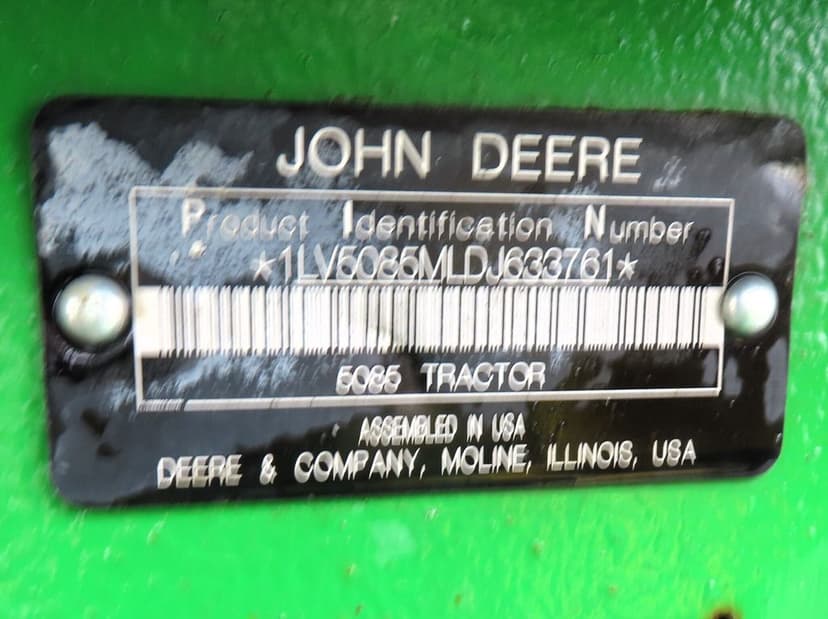 JOHN DEERE
Product Identification Number
*1LV5085MLDJ633761*
5085 TRACTOR
ASSEMBLED IN USA
DEERE & COMPANY, MOLINE, ILLINOIS, USA